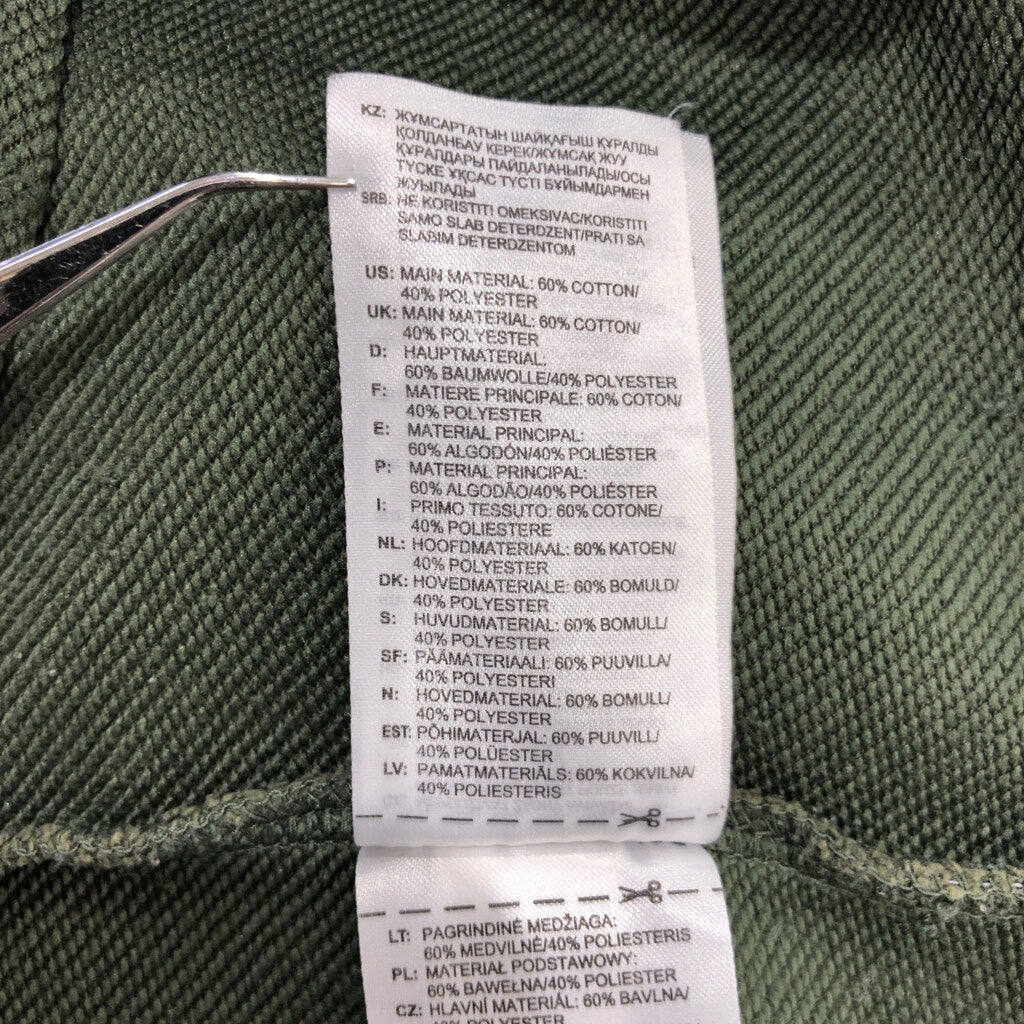 KZ: ЖҰМСАРТАТЫН ШАЙҚАҒЫШ ҚҰРАЛДЫ
ҚОЛДАНБАУ КЕРЕК/ЖҰМСАҚ ЖУУ
ҚҰРАЛДАРЫ ПАЙДАЛАНЫЛАДЫ/ОСЫ
ТҮСКЕ ҰҚСАС ТҮСТІ БҰЙЫМДАРМЕН
ЖУЫЛАДЫ
SRB: NE KORISTITI OMEKSIVAC/KORISTITI
SAMO SLAB DETERDZENT/PRATI SA
SLABIM DETERDZENTOM
US: MAIN MATERIAL: 60% COTTON/
40% POLYESTER
UK: MAIN MATERIAL: 60% COTTON/
40% POLYESTER
D: HAUPTMATERIAL:
60% BAUMWOLLE/40% POLYESTER
F: MATIERE PRINCIPALE: 60% COTON/
40% POLYESTER
E: MATERIAL PRINCIPAL:
60% ALGODÓN/40% POLIÉSTER
P: MATERIAL PRINCIPAL:
60% ALGODÃO/40% POLIÉSTER
I: PRIMO TESSUTO: 60% COTONE/
40% POLIESTERE
NL: HOOFDMATERIAAL: 60% KATOEN/
40% POLYESTER
DK: HOVEDMATERIALE: 60% BOMULD/
40% POLYESTER
S: HUVUDMATERIAL: 60% BOMULL/
40% POLYESTER
SF: PÄÄMATERIAALI: 60% PUUVILLA/
40% POLYESTERI
N: HOVEDMATERIAL: 60% BOMULL/
40% POLYESTER
EST: PÕHIMATERJAL: 60% PUUVILL/
40% POLÜESTER
LV: PAMATMATERIĀLS: 60% KOKVILNA/
40% POLIESTERIS
LT: PAGRINDINĖ MEDŽIAGA:
60% MEDVILNĖ/40% POLIESTERIS
PL: MATERIAŁ PODSTAWOWY:
60% BAWEŁNA/40% POLIESTER
CZ: HLAVNÍ MATERIÁL: 60% BAVLNA/
40% POLYESTER